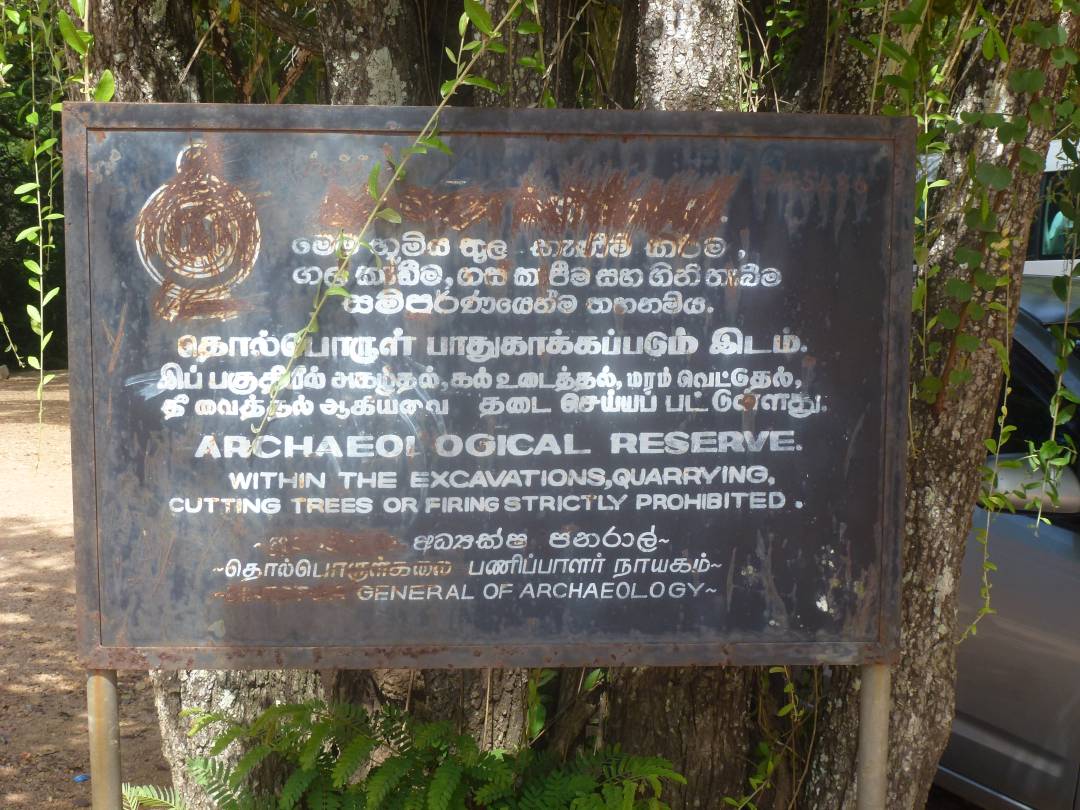 මෙම භූමිය තුල කැණීම් කිරීම,
ගල් කැඩීම, ගස් කැපීම සහ ගිනි තැබීම
සම්පූර්ණයෙන්ම තහනම්ය.
தொல்பொருள் பாதுகாக்கப்படும் இடம்.
இப் பகுதியில் அகழ்தல், கல் உடைத்தல், மரம் வெட்டுதல்,
தீ வைத்தல் ஆகியவை தடை செய்யப் பட்டுள்ளது.
ARCHAEOLOGICAL RESERVE.
WITHIN THE EXCAVATIONS,QUARRYING,
CUTTING TREES OR FIRING STRICTLY PROHIBITED .
අධ්‍යක්ෂ ජනරාල්~
~தொல்பொருள்கலை பணிப்பாளர் நாயகம்~
GENERAL OF ARCHAEOLOGY~